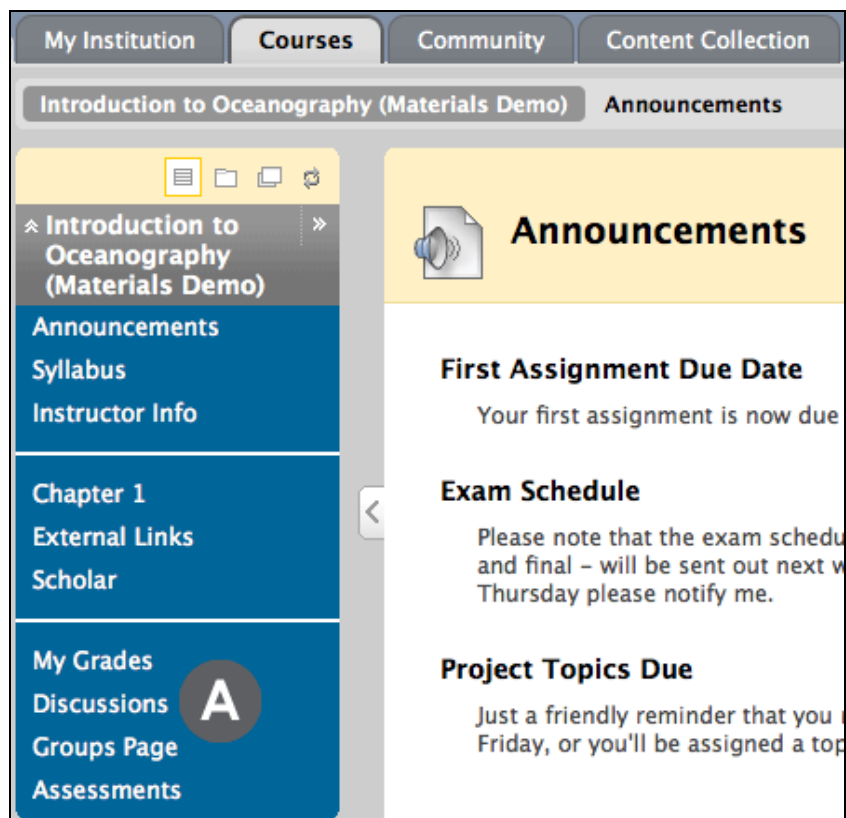 My Institution Courses Community Content Collection
Introduction to Oceanography (Materials Demo) Announcements
Introduction to
Oceanography
(Materials Demo)
Announcements
Syllabus
Instructor Info
Chapter 1
External Links
Scholar
My Grades
Discussions
A
Groups Page
Assessments
Announcements
First Assignment Due Date
Your first assignment is now due
Exam Schedule
Please note that the exam schedu
and final – will be sent out next w
Thursday please notify me.
Project Topics Due
Just a friendly reminder that you
Friday, or you'll be assigned a top